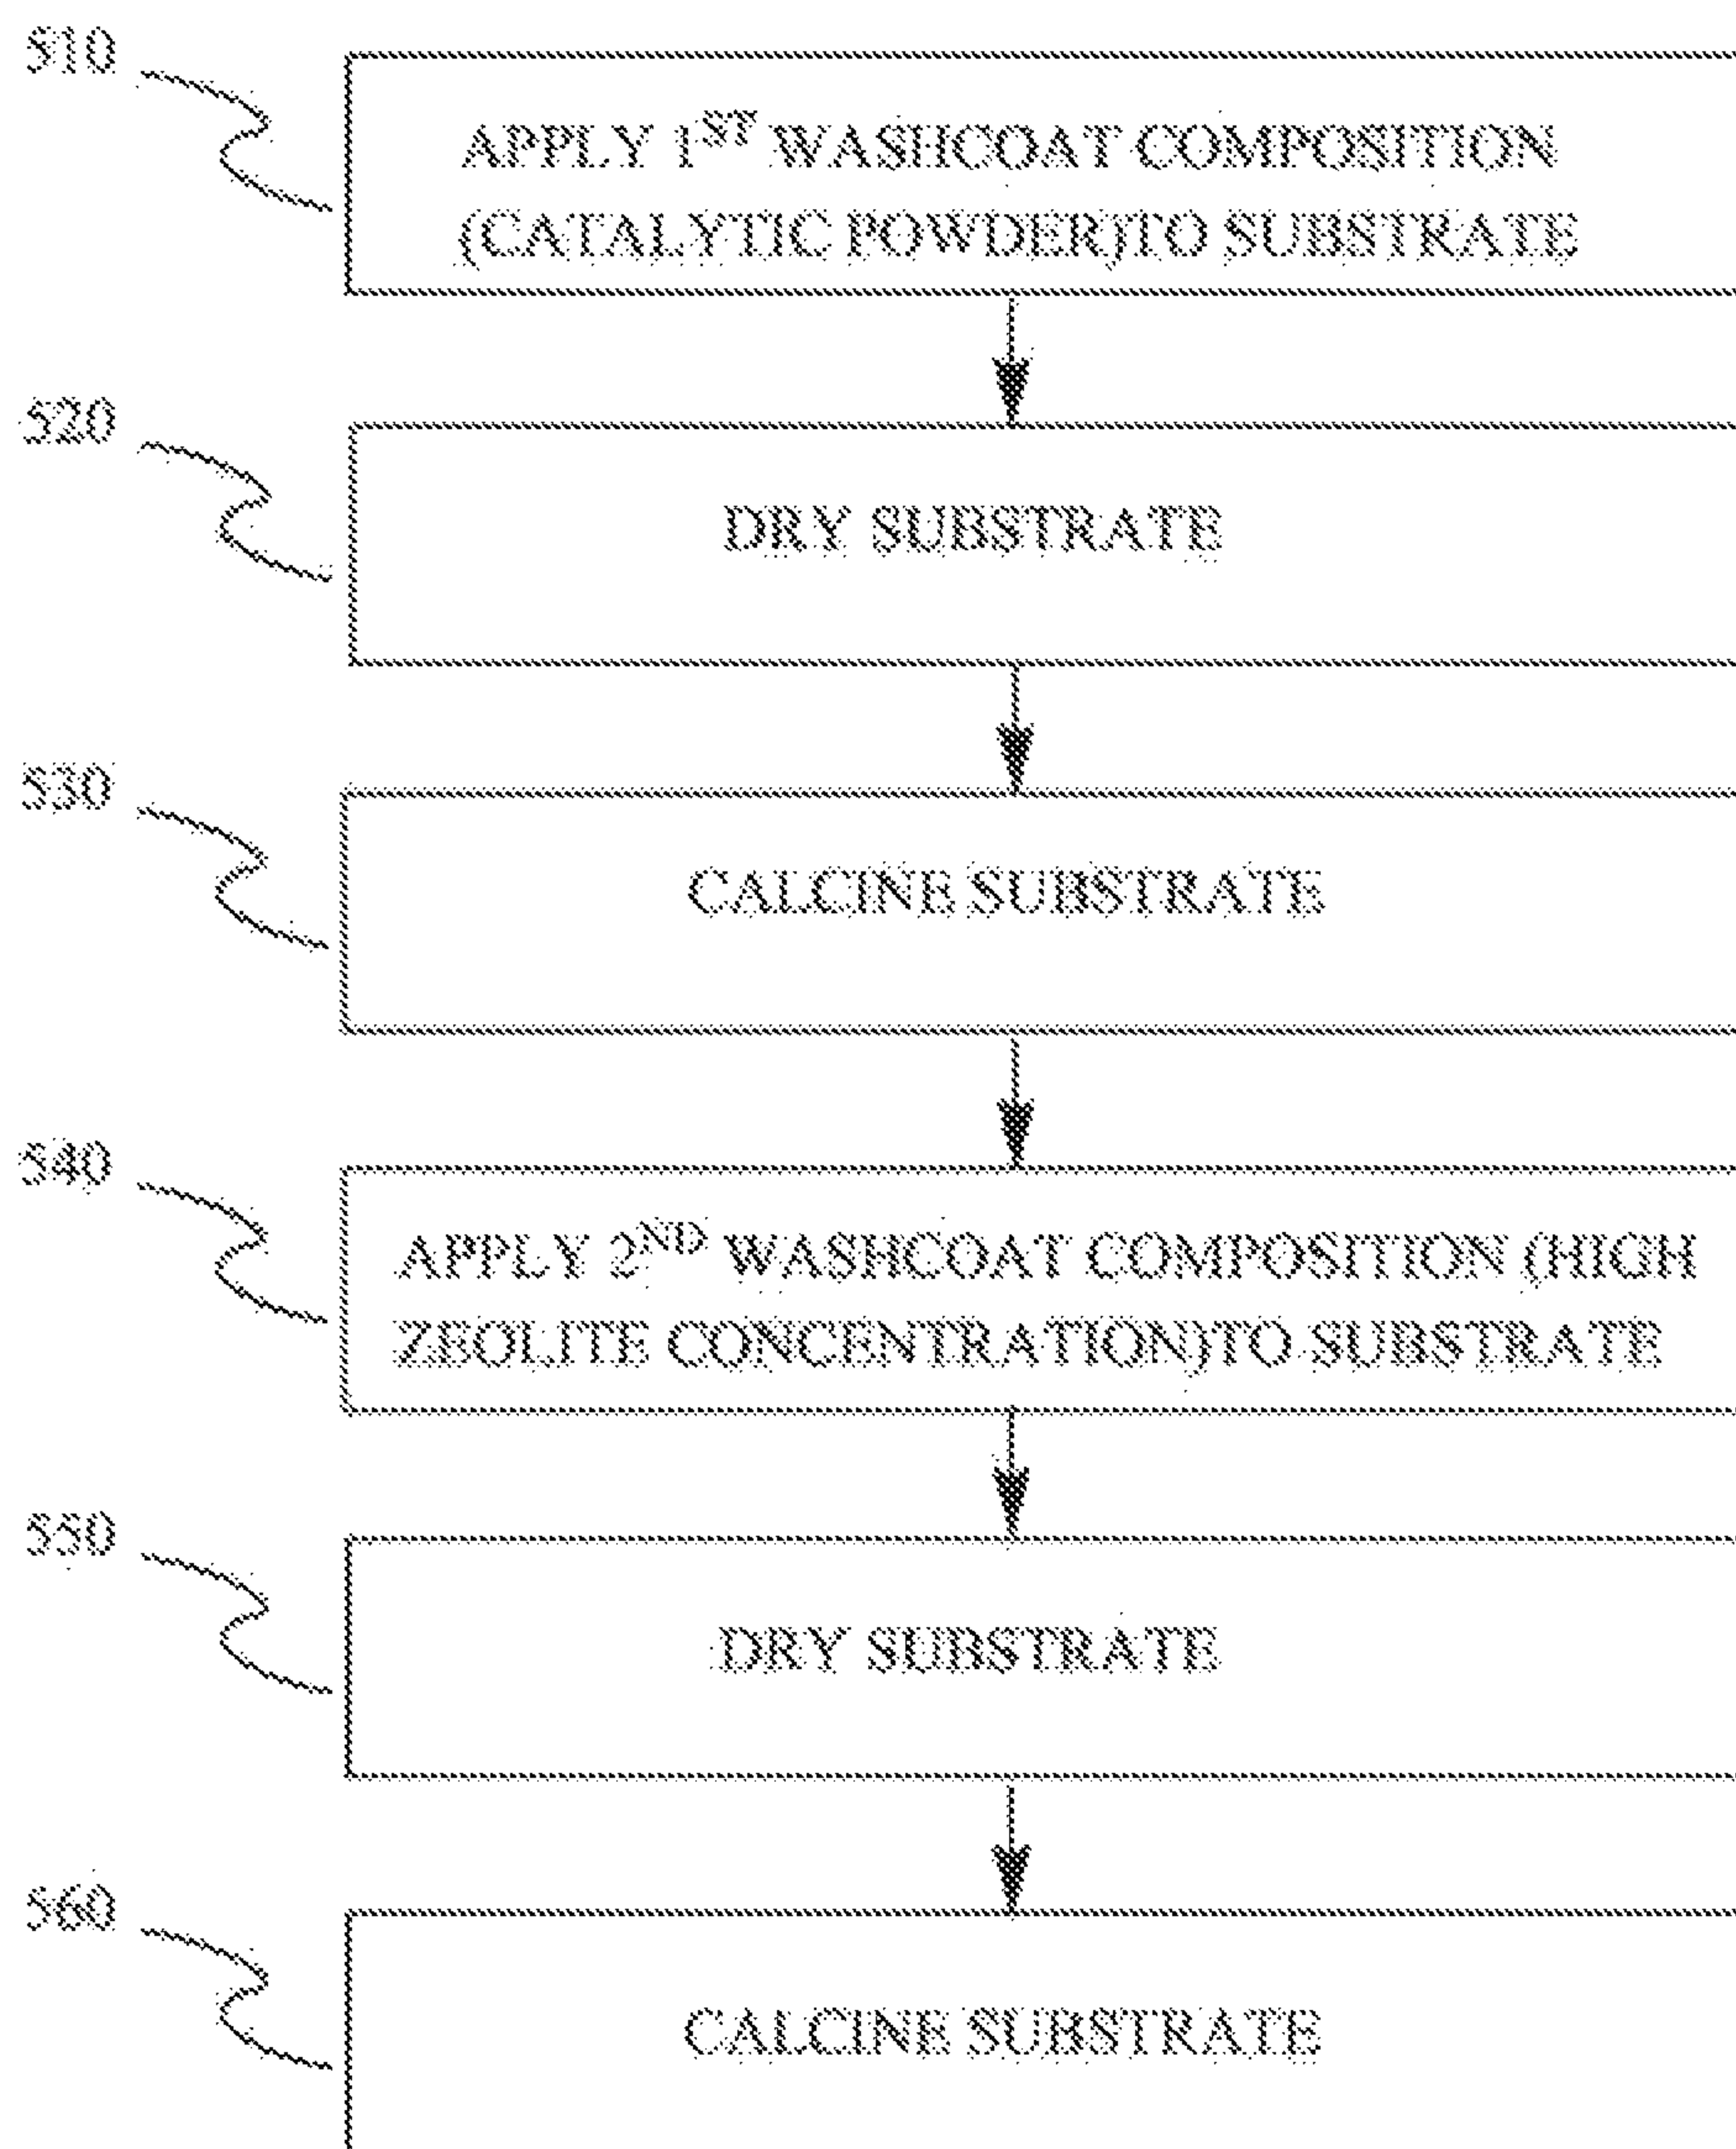 510
APPLY 1ST WASHCOAT COMPOSITION
(CATALYTIC POWDER)TO SUBSTRATE
520
DRY SUBSTRATE
530
CALCINE SUBSTRATE
540
APPLY 2ND WASHCOAT COMPOSITION (HIGH
ZEOLITE CONCENTRATION)TO SUBSTRATE
550
DRY SUBSTRATE
560
CALCINE SUBSTRATE